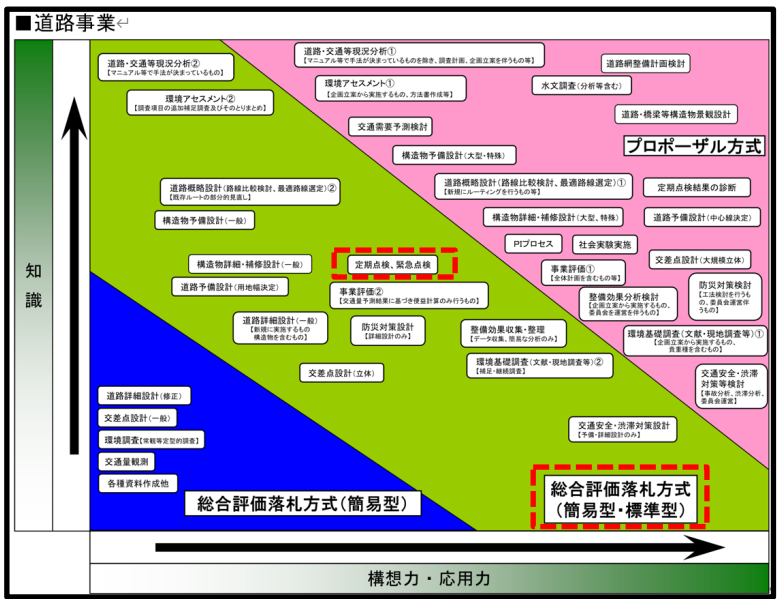 ■道路事業↵
道路・交通等現況分析②
【マニュアル等で手法が決まっているもの】
道路・交通等現況分析①
【マニュアル等で手法が決まっているものを除き、調査計画、企画立案を伴うもの等】
道路網整備計画検討
環境アセスメント②
【調査項目の追加補足調査及びそのとりまとめ】
環境アセスメント①
【企画立案から実施するもの、方法書作成等】
水文調査(分析等含む)
交通需要予測検討
道路・橋梁等構造物景観設計
構造物予備設計(大型・特殊)
プロポーザル方式
道路概略設計(路線比較検討、最適路線選定)②
【既存ルートの部分的見直し】
道路概略設計(路線比較検討、最適路線選定)①
【新規にルーティングを行うもの等】
定期点検結果の診断
構造物予備設計(一般)
構造物詳細・補修設計(大型、特殊)
道路予備設計(中心線決定)
PIプロセス
社会実験実施
構造物詳細・補修設計(一般)
定期点検、緊急点検
事業評価①
【全体計画を含むもの等】
交差点設計(大規模立体)
道路予備設計(用地幅決定)
事業評価②
【交通量予測結果に基づき便益計算のみ行うもの】
整備効果分析検討
【企画立案から実施するもの、
委員会を運営を伴うもの】
防災対策検討
【工法検討を行うも
の、委員会運営伴
うもの】
道路詳細設計(一般)
【新規に実施するもの
構造物を含むもの】
防災対策設計
【詳細設計のみ】
整備効果収集・整理
【データ収集、簡易な分析のみ】
環境基礎調査(文献・現地調査等)①
【企画立案から実施するもの、
貴重種を含むもの】
交差点設計(立体)
環境基礎調査(文献・現地調査等)②
【補足・継続調査】
交通安全・渋滞
対策等検討
【事故分析、渋滞分析、
委員会運営】
道路詳細設計(修正)
交差点設計(一般)
環境調査【常観等定型的調査】
交通量観測
各種資料作成他
交通安全・渋滞対策設計
【予備・詳細設計のみ】
総合評価落札方式(簡易型)
総合評価落札方式
(簡易型・標準型)
知
識
構想力・応用力